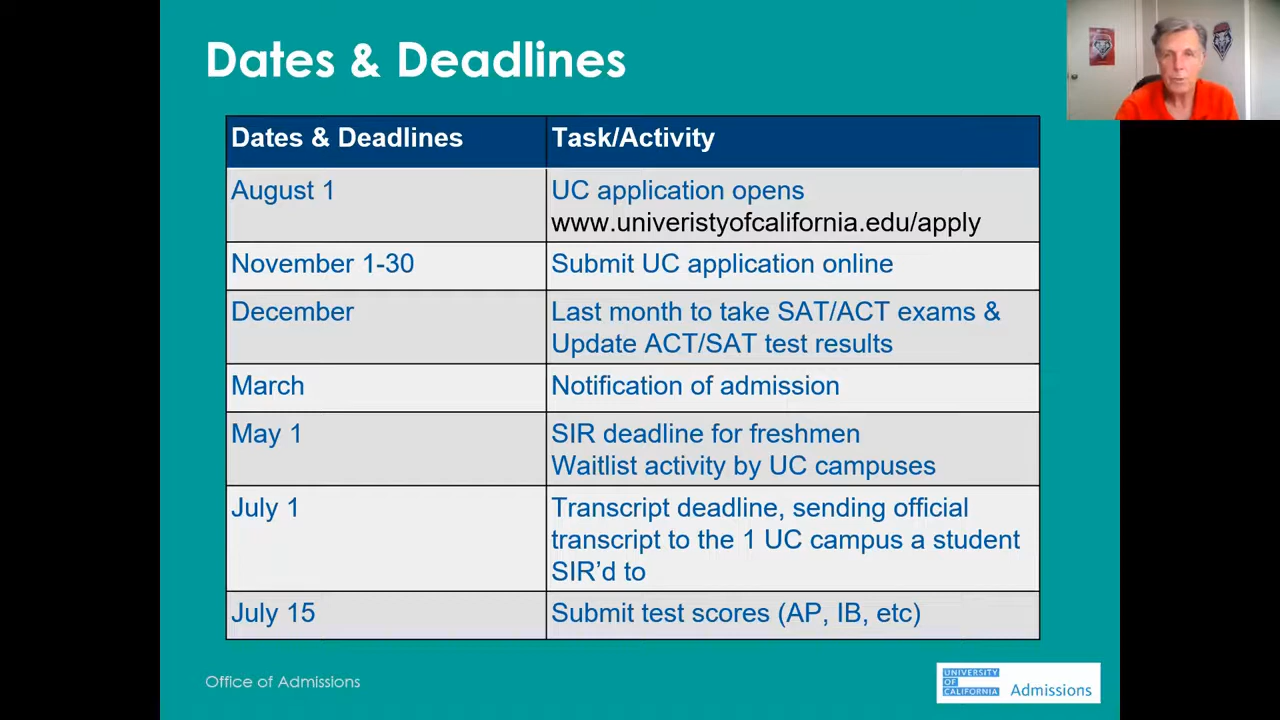 Dates & Deadlines
Dates & Deadlines Task/Activity
August 1 UC application opens
www.univeristyofcalifornia.edu/apply
November 1-30 Submit UC application online
December Last month to take SAT/ACT exams &
Update ACT/SAT test results
March Notification of admission
May 1 SIR deadline for freshmen
Waitlist activity by UC campuses
July 1 Transcript deadline, sending official
transcript to the 1 UC campus a student
SIR’d to
July 15 Submit test scores (AP, IB, etc)
Office of Admissions
UNIVERSITY
OF
CALIFORNIA Admissions